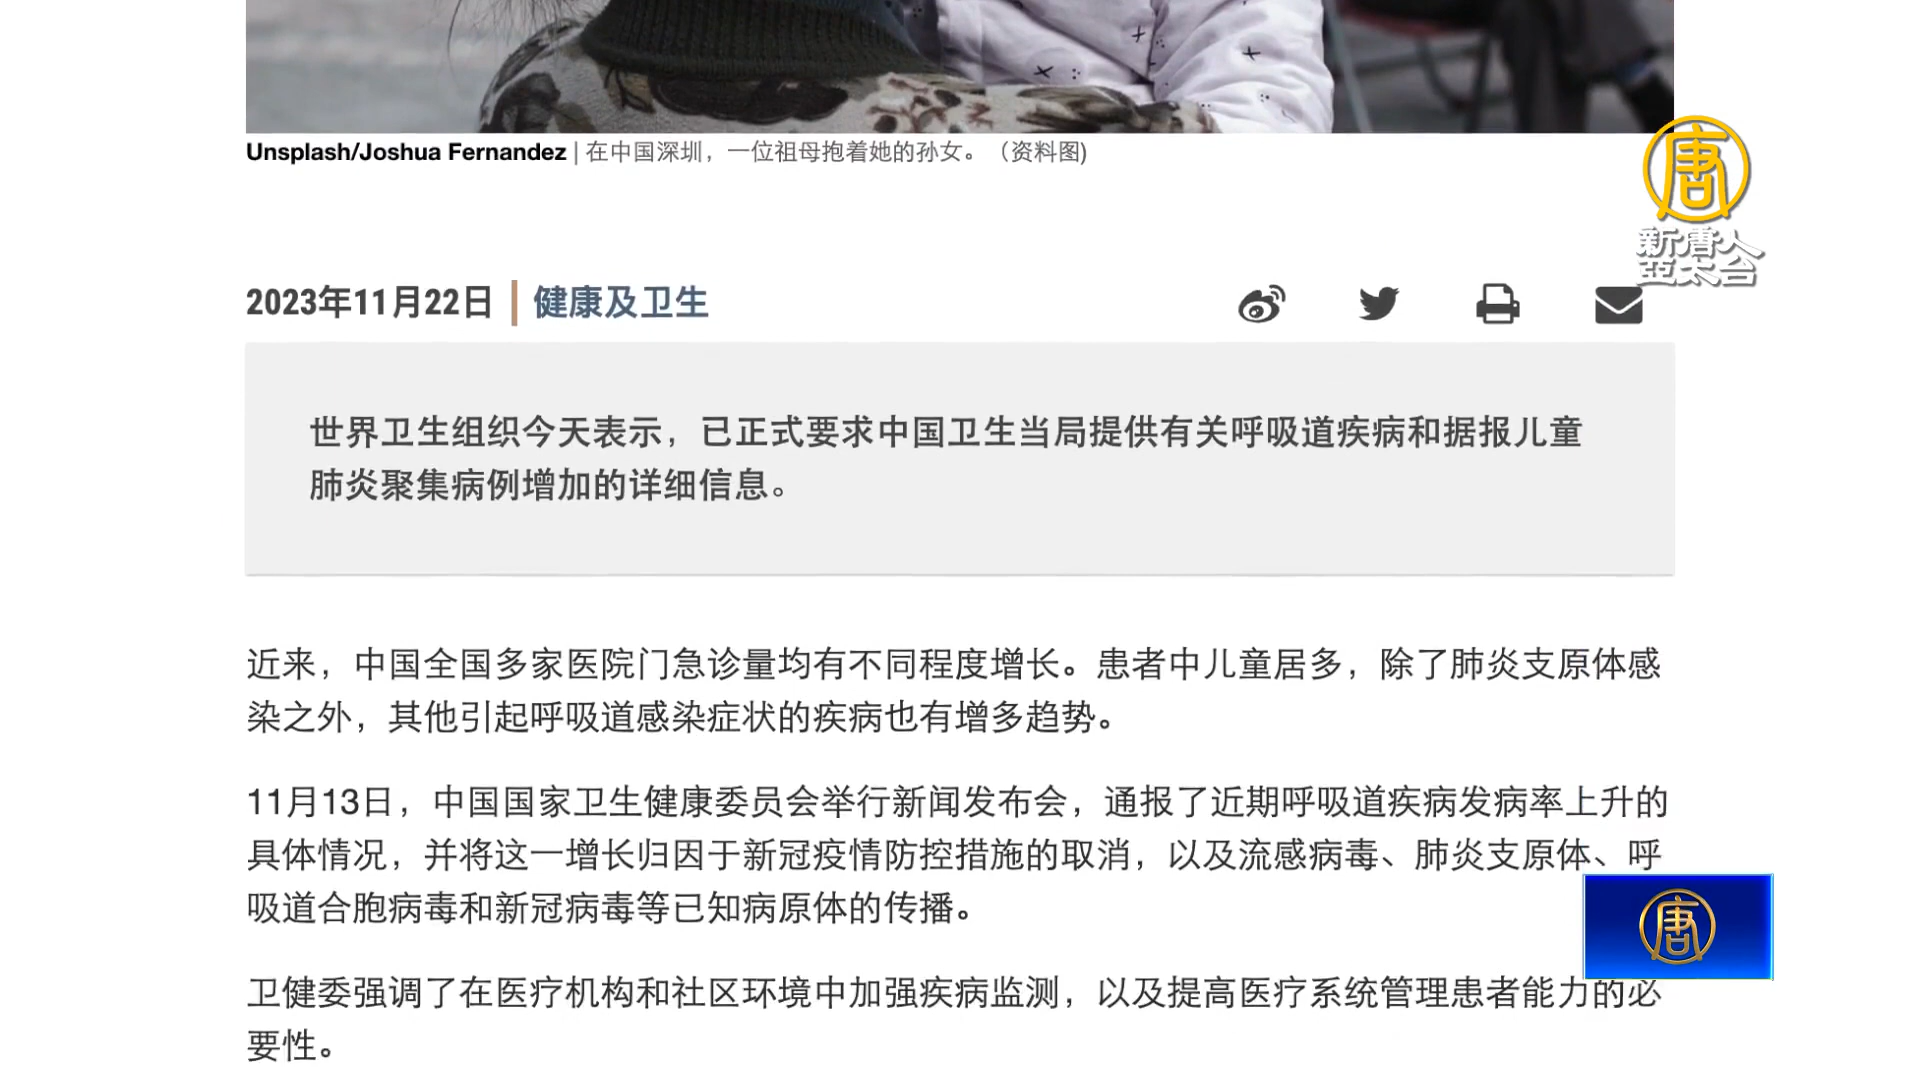 Unsplash/Joshua Fernandez | 在中国深圳，一位祖母抱着她的孙女。（资料图)
唐
新唐人
亞太台
2023年11月22日 | 健康及卫生
世界卫生组织今天表示，已正式要求中国卫生当局提供有关呼吸道疾病和据报儿童
肺炎聚集病例增加的详细信息。
近来，中国全国多家医院门急诊量均有不同程度增长。患者中儿童居多，除了肺炎支原体感
染之外，其他引起呼吸道感染症状的疾病也有增多趋势。
11月13日，中国国家卫生健康委员会举行新闻发布会，通报了近期呼吸道疾病发病率上升的
具体情况，并将这一增长归因于新冠疫情防控措施的取消，以及流感病毒、肺炎支原体、呼
吸道合胞病毒和新冠病毒等已知病原体的传播。
唐
卫健委强调了在医疗机构和社区环境中加强疾病监测，以及提高医疗系统管理患者能力的必
要性。